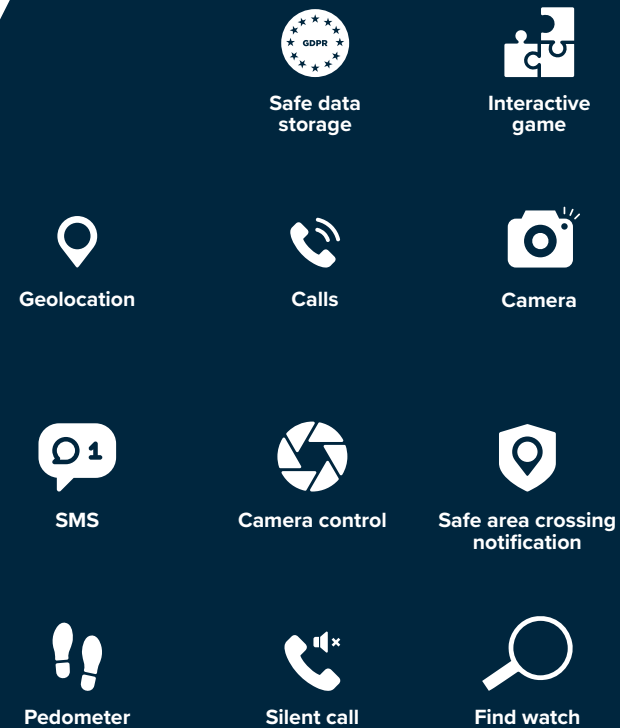 GDPR
Safe data
storage
Interactive
game
Geolocation
Calls
Camera
1
SMS
Camera control
Safe area crossing
notification
Pedometer
Silent call
Find watch